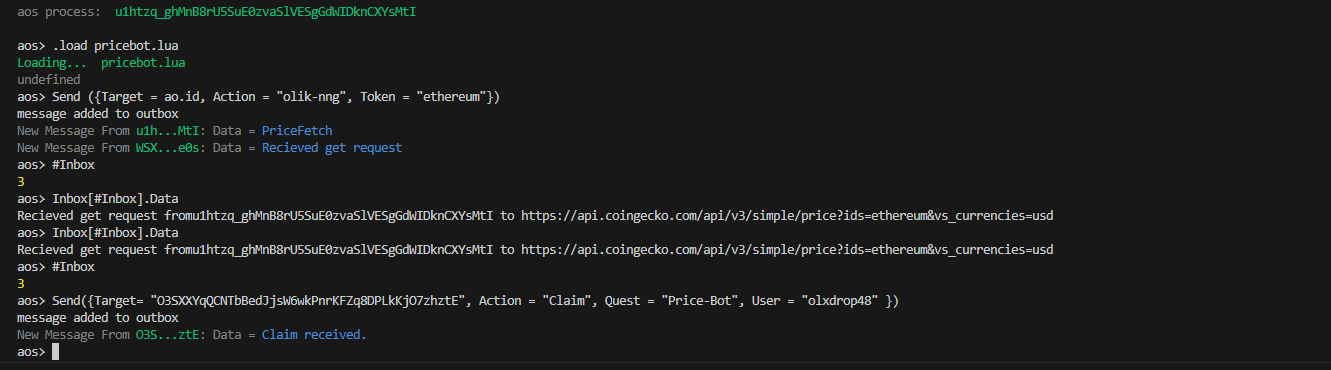 aos process: u1htzq_ghMnB8rU5SuE0zvaSlVESgGdWIDknCXYsMtI
aos> .load pricebot.lua
Loading... pricebot.lua
undefined
aos> Send ({Target = ao.id, Action = "olik-nng", Token = "ethereum"})
message added to outbox
New Message From u1h...MtI: Data = PriceFetch
New Message From WSX...e0s: Data = Recieved get request
aos> #Inbox
3
aos> Inbox[#Inbox].Data
Recieved get request fromu1htzq_ghMnB8rU5SuE0zvaSlVESgGdWIDknCXYsMtI to https://api.coingecko.com/api/v3/simple/price?ids=ethereum&vs_currencies=usd
aos> Inbox[#Inbox].Data
Recieved get request fromu1htzq_ghMnB8rU5SuE0zvaSlVESgGdWIDknCXYsMtI to https://api.coingecko.com/api/v3/simple/price?ids=ethereum&vs_currencies=usd
aos> #Inbox
3
aos> Send({Target= "O3SXXYqQCNTbBedJjsW6wkPnrKFZq8DPLkKjO7zhztE", Action = "Claim", Quest = "Price-Bot", User = "olxdrop48" })
message added to outbox
New Message From O3S...ztE: Data = Claim received.
aos>